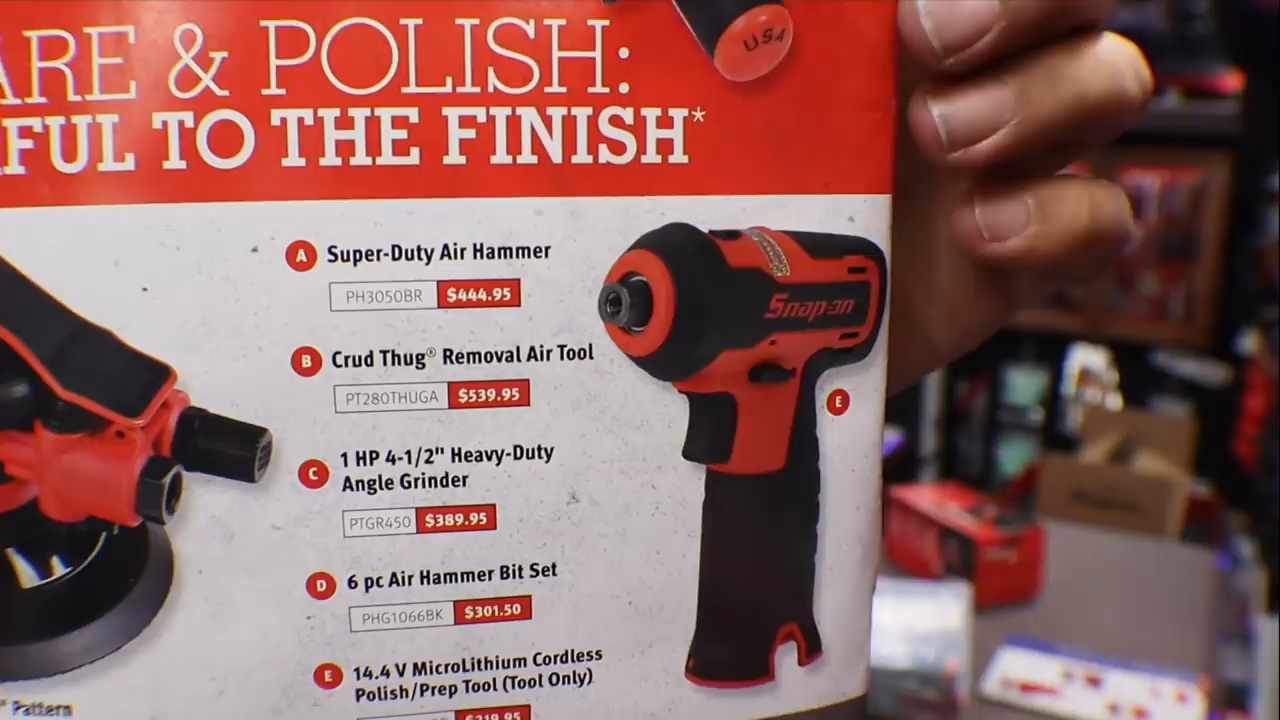 USA
& POLISH:
TO THE FINISH*
A Super-Duty Air Hammer
PH3050BR $444.95
B Crud Thug® Removal Air Tool
PT280THUGA $539.95
C 1 HP 4-1/2" Heavy-Duty
Angle Grinder
PTGR450 $389.95
D 6 pc Air Hammer Bit Set
PHG1066BK $301.50
E 14.4 V MicroLithium Cordless
Polish/Prep Tool (Tool Only)
Snap-on
E
Pattern